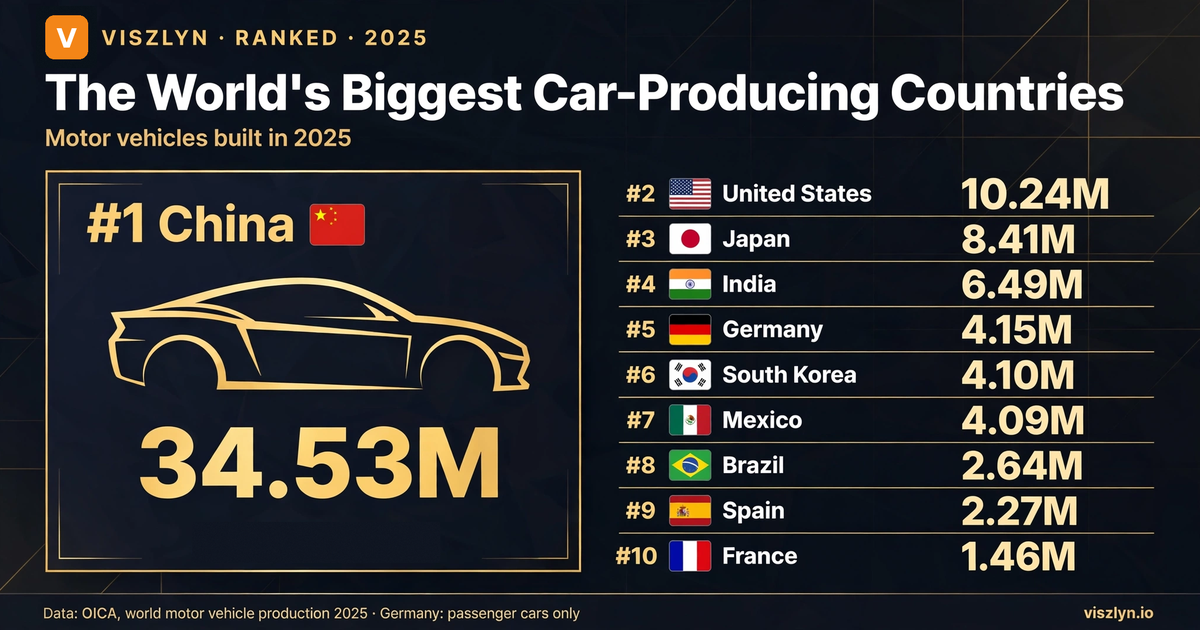 V VISZLYN · RANKED · 2025
The World's Biggest Car-Producing Countries
Motor vehicles built in 2025
#1 China
34.53M
#2 United States 10.24M
#3 Japan 8.41M
#4 India 6.49M
#5 Germany 4.15M
#6 South Korea 4.10M
#7 Mexico 4.09M
#8 Brazil 2.64M
#9 Spain 2.27M
#10 France 1.46M
Data: OICA, world motor vehicle production 2025 · Germany: passenger cars only
viszlyn.io